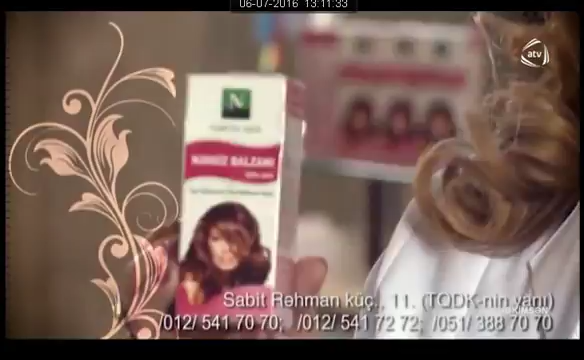 06-07-2016 13:11:33
atv
N
BALZAMI
Sabit Rəhman küç., 11. (TQDK-nin yanı)
/012/ 541 70 70; /012/ 541 72 72; /051/ 388 70 70